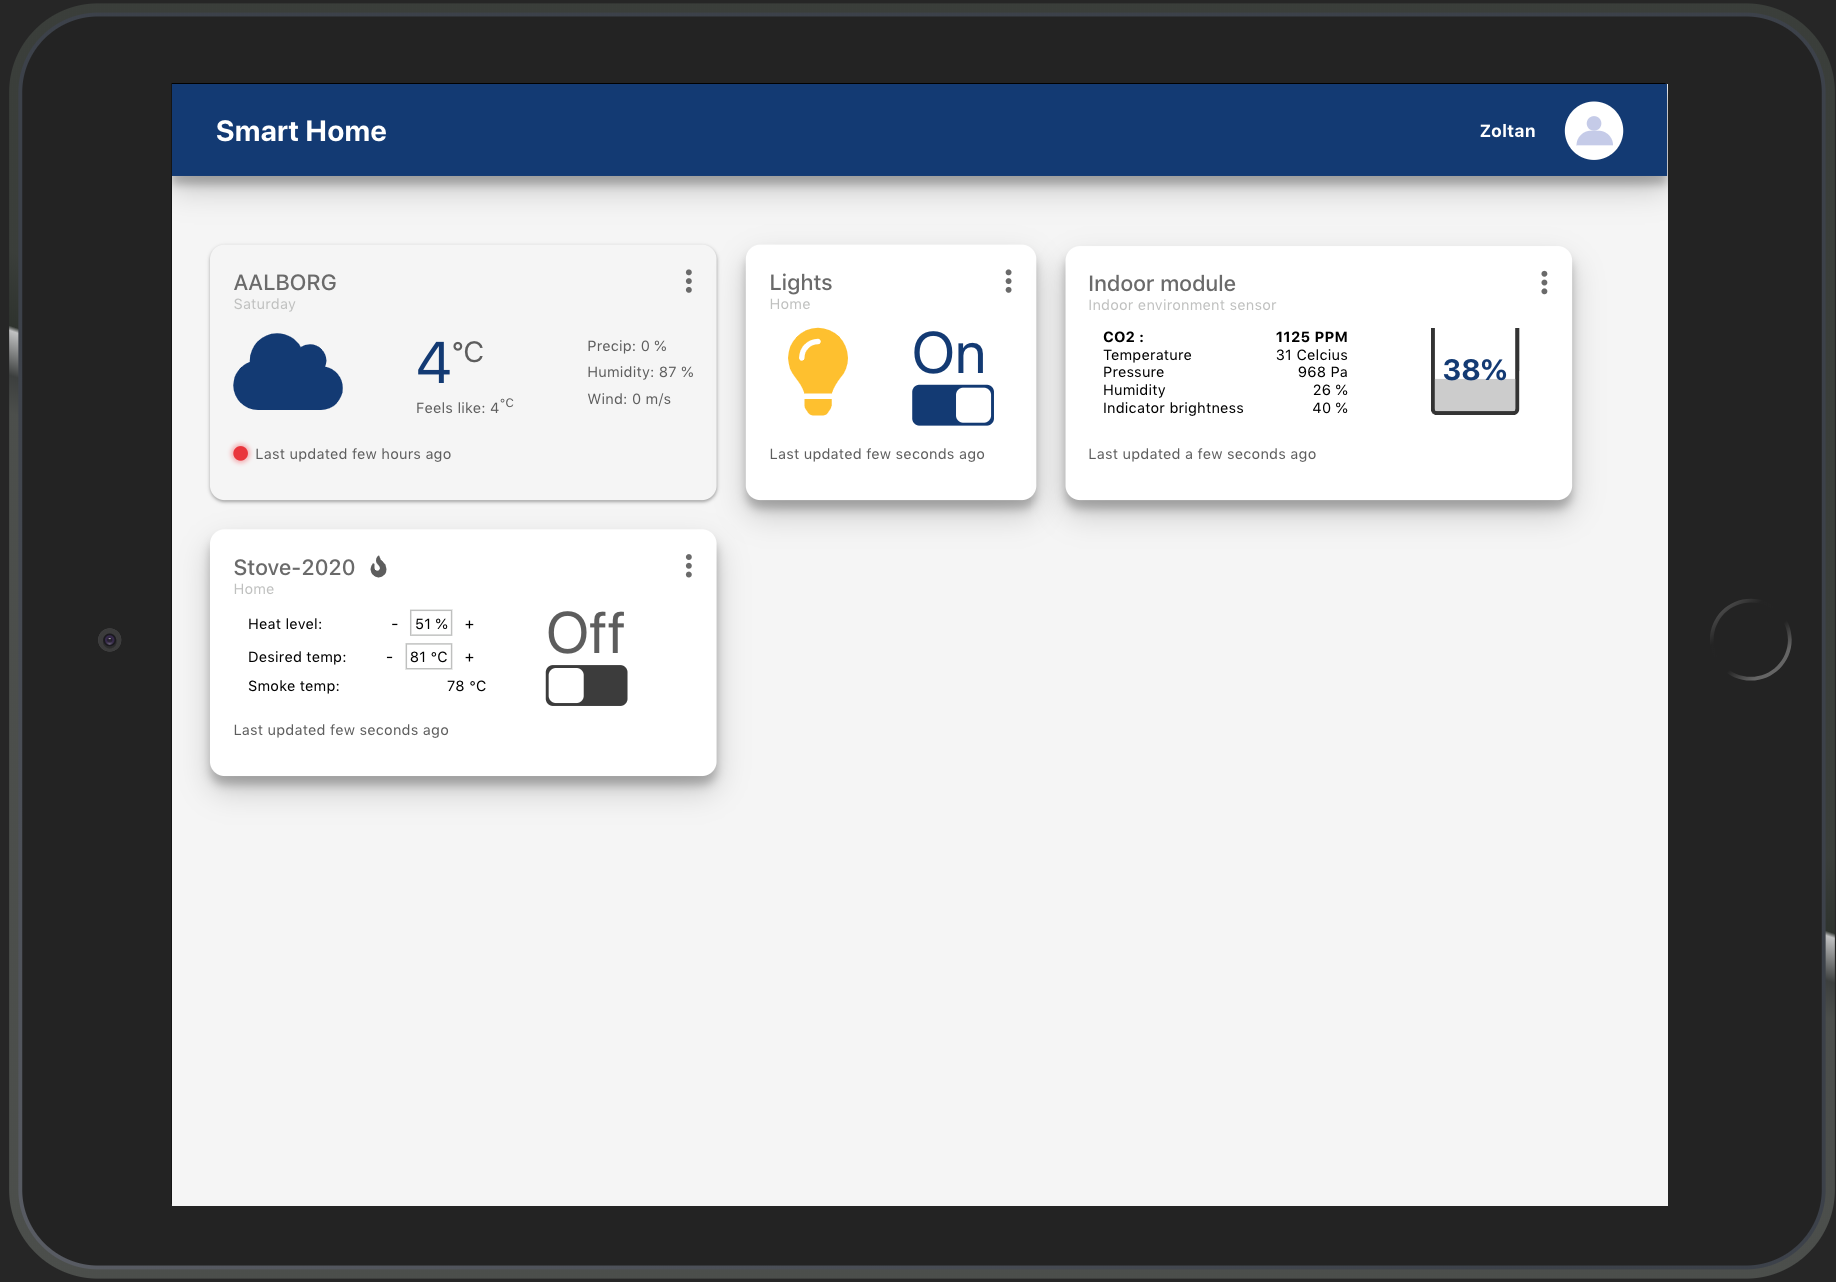 Smart Home
Zoltan
AALBORG
Saturday
4°C
Feels like: 4°C
Precip: 0 %
Humidity: 87 %
Wind: 0 m/s
Last updated few hours ago
Lights
Home
On
Last updated few seconds ago
Indoor module
Indoor environment sensor
CO2 : 1125 PPM
Temperature 31 Celcius
Pressure 968 Pa
Humidity 26 %
Indicator brightness 40 %
38%
Last updated a few seconds ago
Stove-2020
Home
Heat level: - 51 % +
Desired temp: - 81 °C +
Smoke temp: 78 °C
Off
Last updated few seconds ago